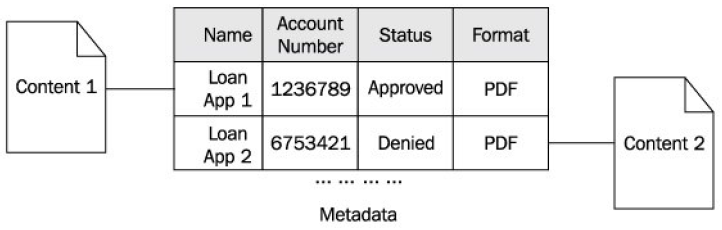 Content 1
Name Account Number Status Format
Loan App 1 1236789 Approved PDF
Loan App 2 6753421 Denied PDF
... ... ... ...
Content 2
Metadata